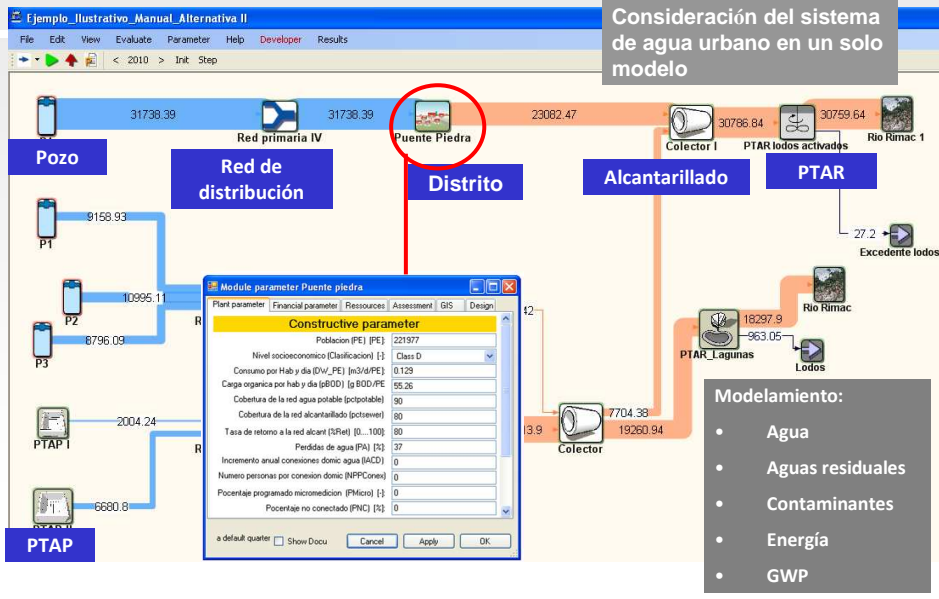 Ejemplo_Ilustrativo_Manual_Alternativa II
File Edit View Evaluate Parameter Help Developer Results
< 2010 > Init Step
Consideración del sistema
de agua urbano en un solo
modelo
31738.39
31738.39
23082.47
30786.84
30759.64
Red primaria IV
Puente Piedra
Colector I
PTAR lodos activados
Rio Rimac 1
Pozo
Red de
distribución
Distrito
Alcantarillado
PTAR
9158.93
P1
27.2
Excedente lodos
10995.11
P2
8796.09
P3
2004.24
PTAP I
6680.8
PTAP
Module parameter Puente piedra
Plant parameter Financial parameter Ressources Assessment GIS Design
Constructive parameter
Poblacion (PE) [PE]: 221977
Nivel socioeconomico (Clasificacion) [-]: Class D
Consumo por Hab y dia (DW_PE) [m3/d/PE]: 0.129
Carga organica por hab y dia (pBOD) [g BOD/PE 55.26
Cobertura de la red agua potable (pctpotable) 90
Cobertura de la red alcantarillado (pctsewer) 80
Tasa de retorno a la red alcant (%Ret) [0....100]: 80
Perdidas de agua (PA) [%]: 37
Incremento anual conexiones domic agua (IACD) 0
Numero personas por conexion domic (NPPConex) 0
Pocentaje programado micromedicion (PMicro) [-]: 0
Pocentaje no conectado (PNC) [%]: 0
a default quarter Show Docu Cancel Apply OK
42
13.9
Colector
7704.38
19260.94
PTAR_Lagunas
18297.9
963.05
Rio Rimac
Lodos
Modelamiento:
• Agua
• Aguas residuales
• Contaminantes
• Energía
• GWP